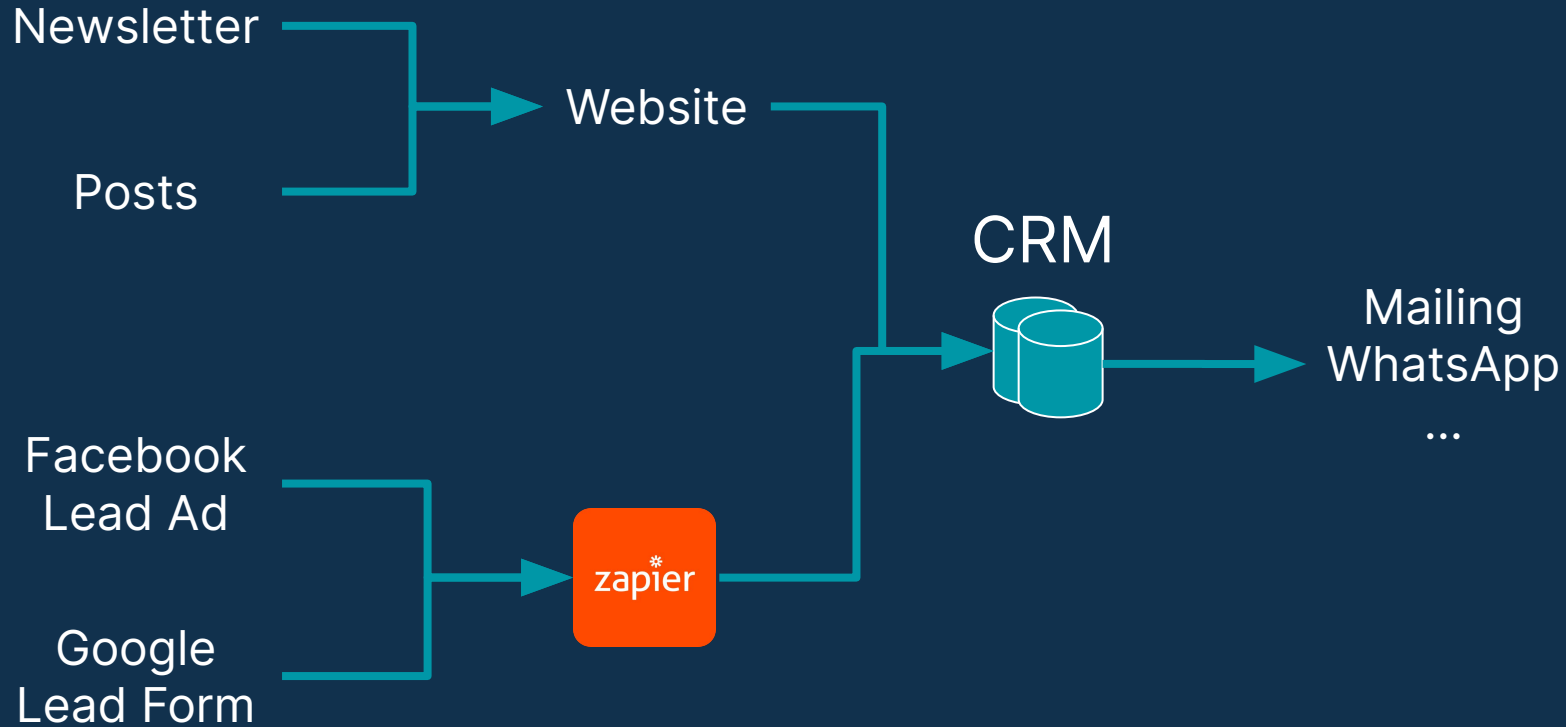 Newsletter
Website
Posts
CRM
Mailing
WhatsApp
...
Facebook
Lead Ad
zapier
Google
Lead Form